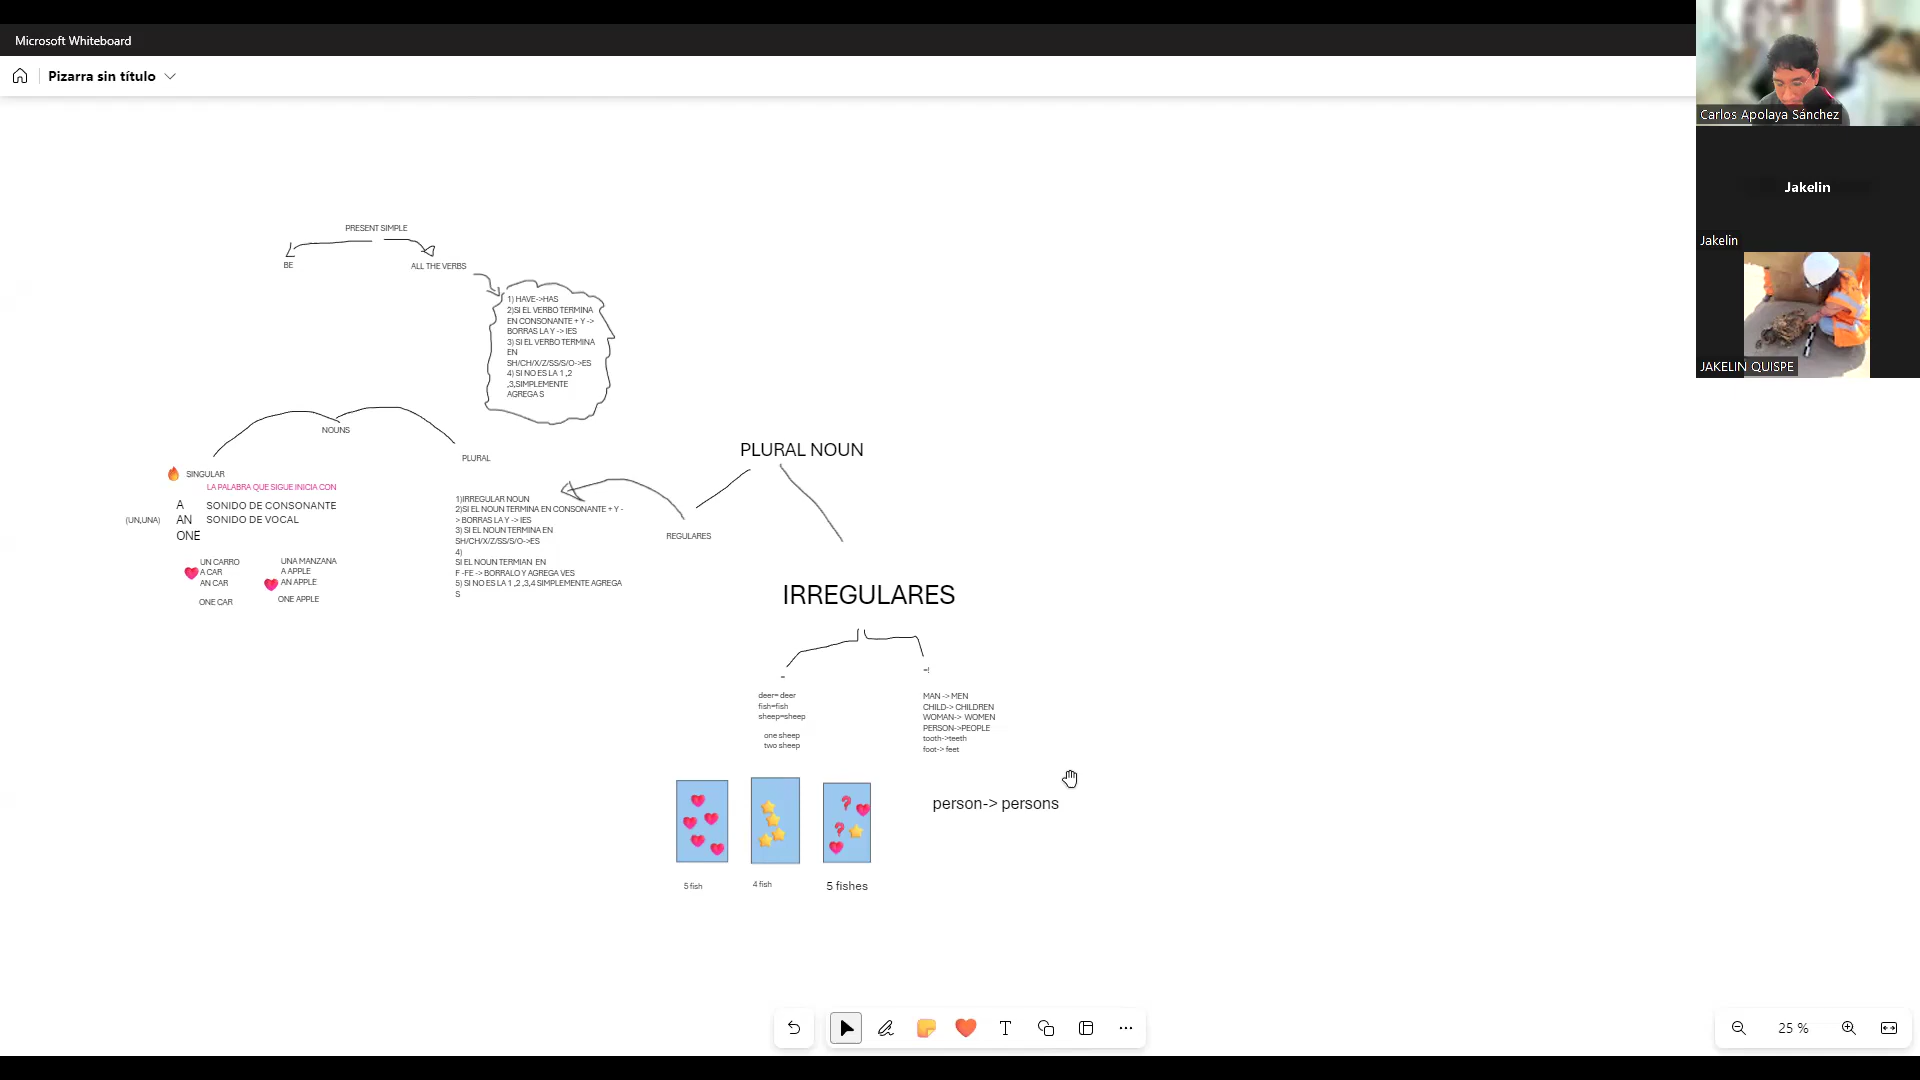 Microsoft Whiteboard
Pizarra sin título
Carlos Apolaya Sánchez
Jakelin
Jakelin
JAKELIN QUISPE
PRESENT SIMPLE
BE
ALL THE VERBS
1) HAVE->HAS
2)SI EL VERBO TERMINA
EN CONSONANTE + Y ->
BORRAS LA Y -> IES
3) SI EL VERBO TERMINA
EN
SH/CH/X/Z/SS/S/O->ES
4) SI NO ES LA 1 ,2
,3,SIMPLEMENTE
AGREGA S
NOUNS
SINGULAR
LA PALABRA QUE SIGUE INICIA CON
A SONIDO DE CONSONANTE
(UN,UNA) AN SONIDO DE VOCAL
ONE
UN CARRO
A CAR
AN CAR
ONE CAR
UNA MANZANA
A APPLE
AN APPLE
ONE APPLE
PLURAL
1)IRREGULAR NOUN
2)SI EL NOUN TERMINA EN CONSONANTE + Y -
> BORRAS LA Y -> IES
3) SI EL NOUN TERMINA EN
SH/CH/X/Z/SS/S/O->ES
4)
SI EL NOUN TERMIAN EN
F -FE -> BORRALO Y AGREGA VES
5) SI NO ES LA 1 ,2 ,3,4 SIMPLEMENTE AGREGA
S
PLURAL NOUN
REGULARES
IRREGULARES
=
deer= deer
fish=fish
sheep=sheep
one sheep
two sheep
=!
MAN -> MEN
CHILD-> CHILDREN
WOMAN-> WOMEN
PERSON->PEOPLE
tooth->teeth
foot-> feet
person-> persons
5 fish
4 fish
5 fishes
25 %